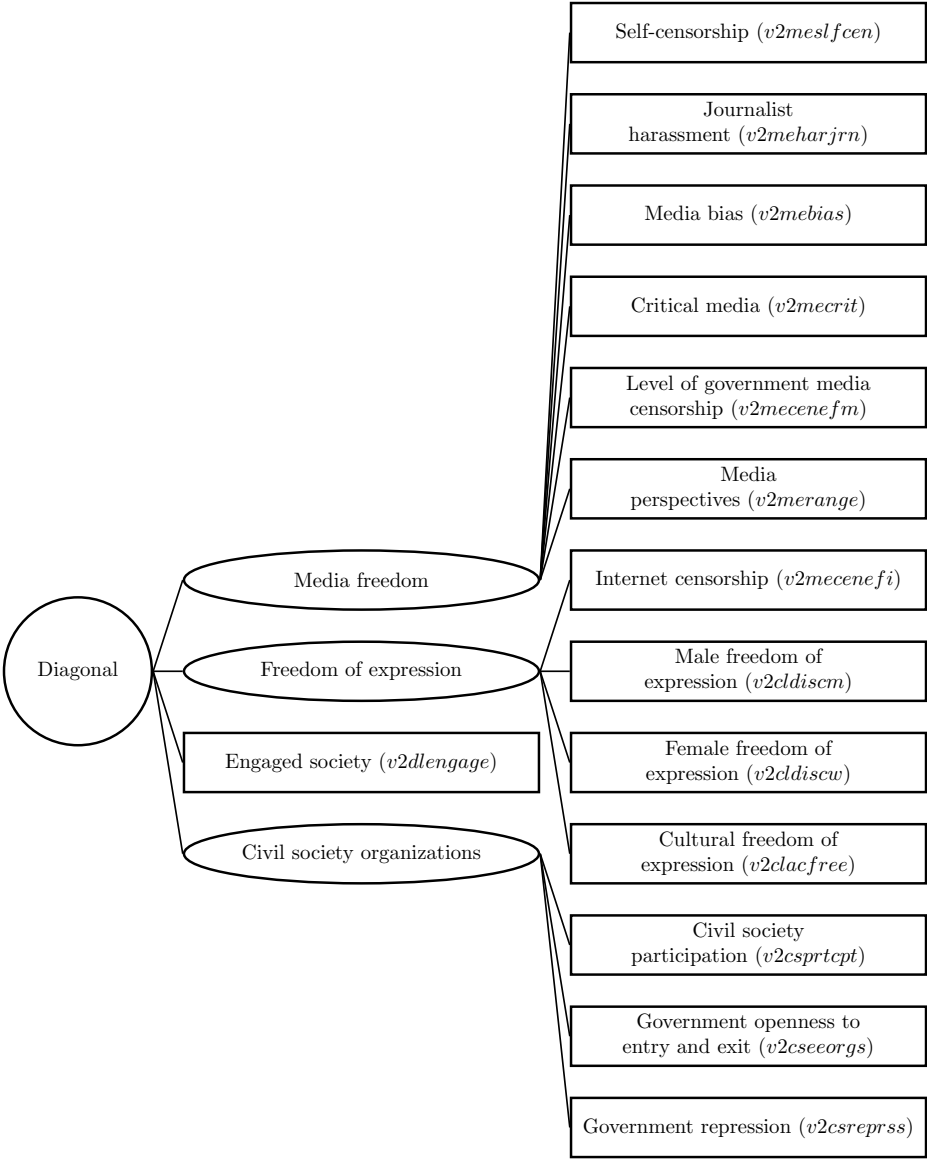 Self-censorship (v2meslfcen)
Journalist
harassment (v2meharjrn)
Media bias (v2mebias)
Critical media (v2mecrit)
Level of government media
censorship (v2mecenefm)
Media
perspectives (v2merange)
Media freedom
Internet censorship (v2mecenefi)
Diagonal
Freedom of expression
Male freedom of
expression (v2cldiscm)
Engaged society (v2dlengage)
Female freedom of
expression (v2cldiscw)
Civil society organizations
Cultural freedom of
expression (v2clacfree)
Civil society
participation (v2csprtcpt)
Government openness to
entry and exit (v2cseeorgs)
Government repression (v2csreprss)